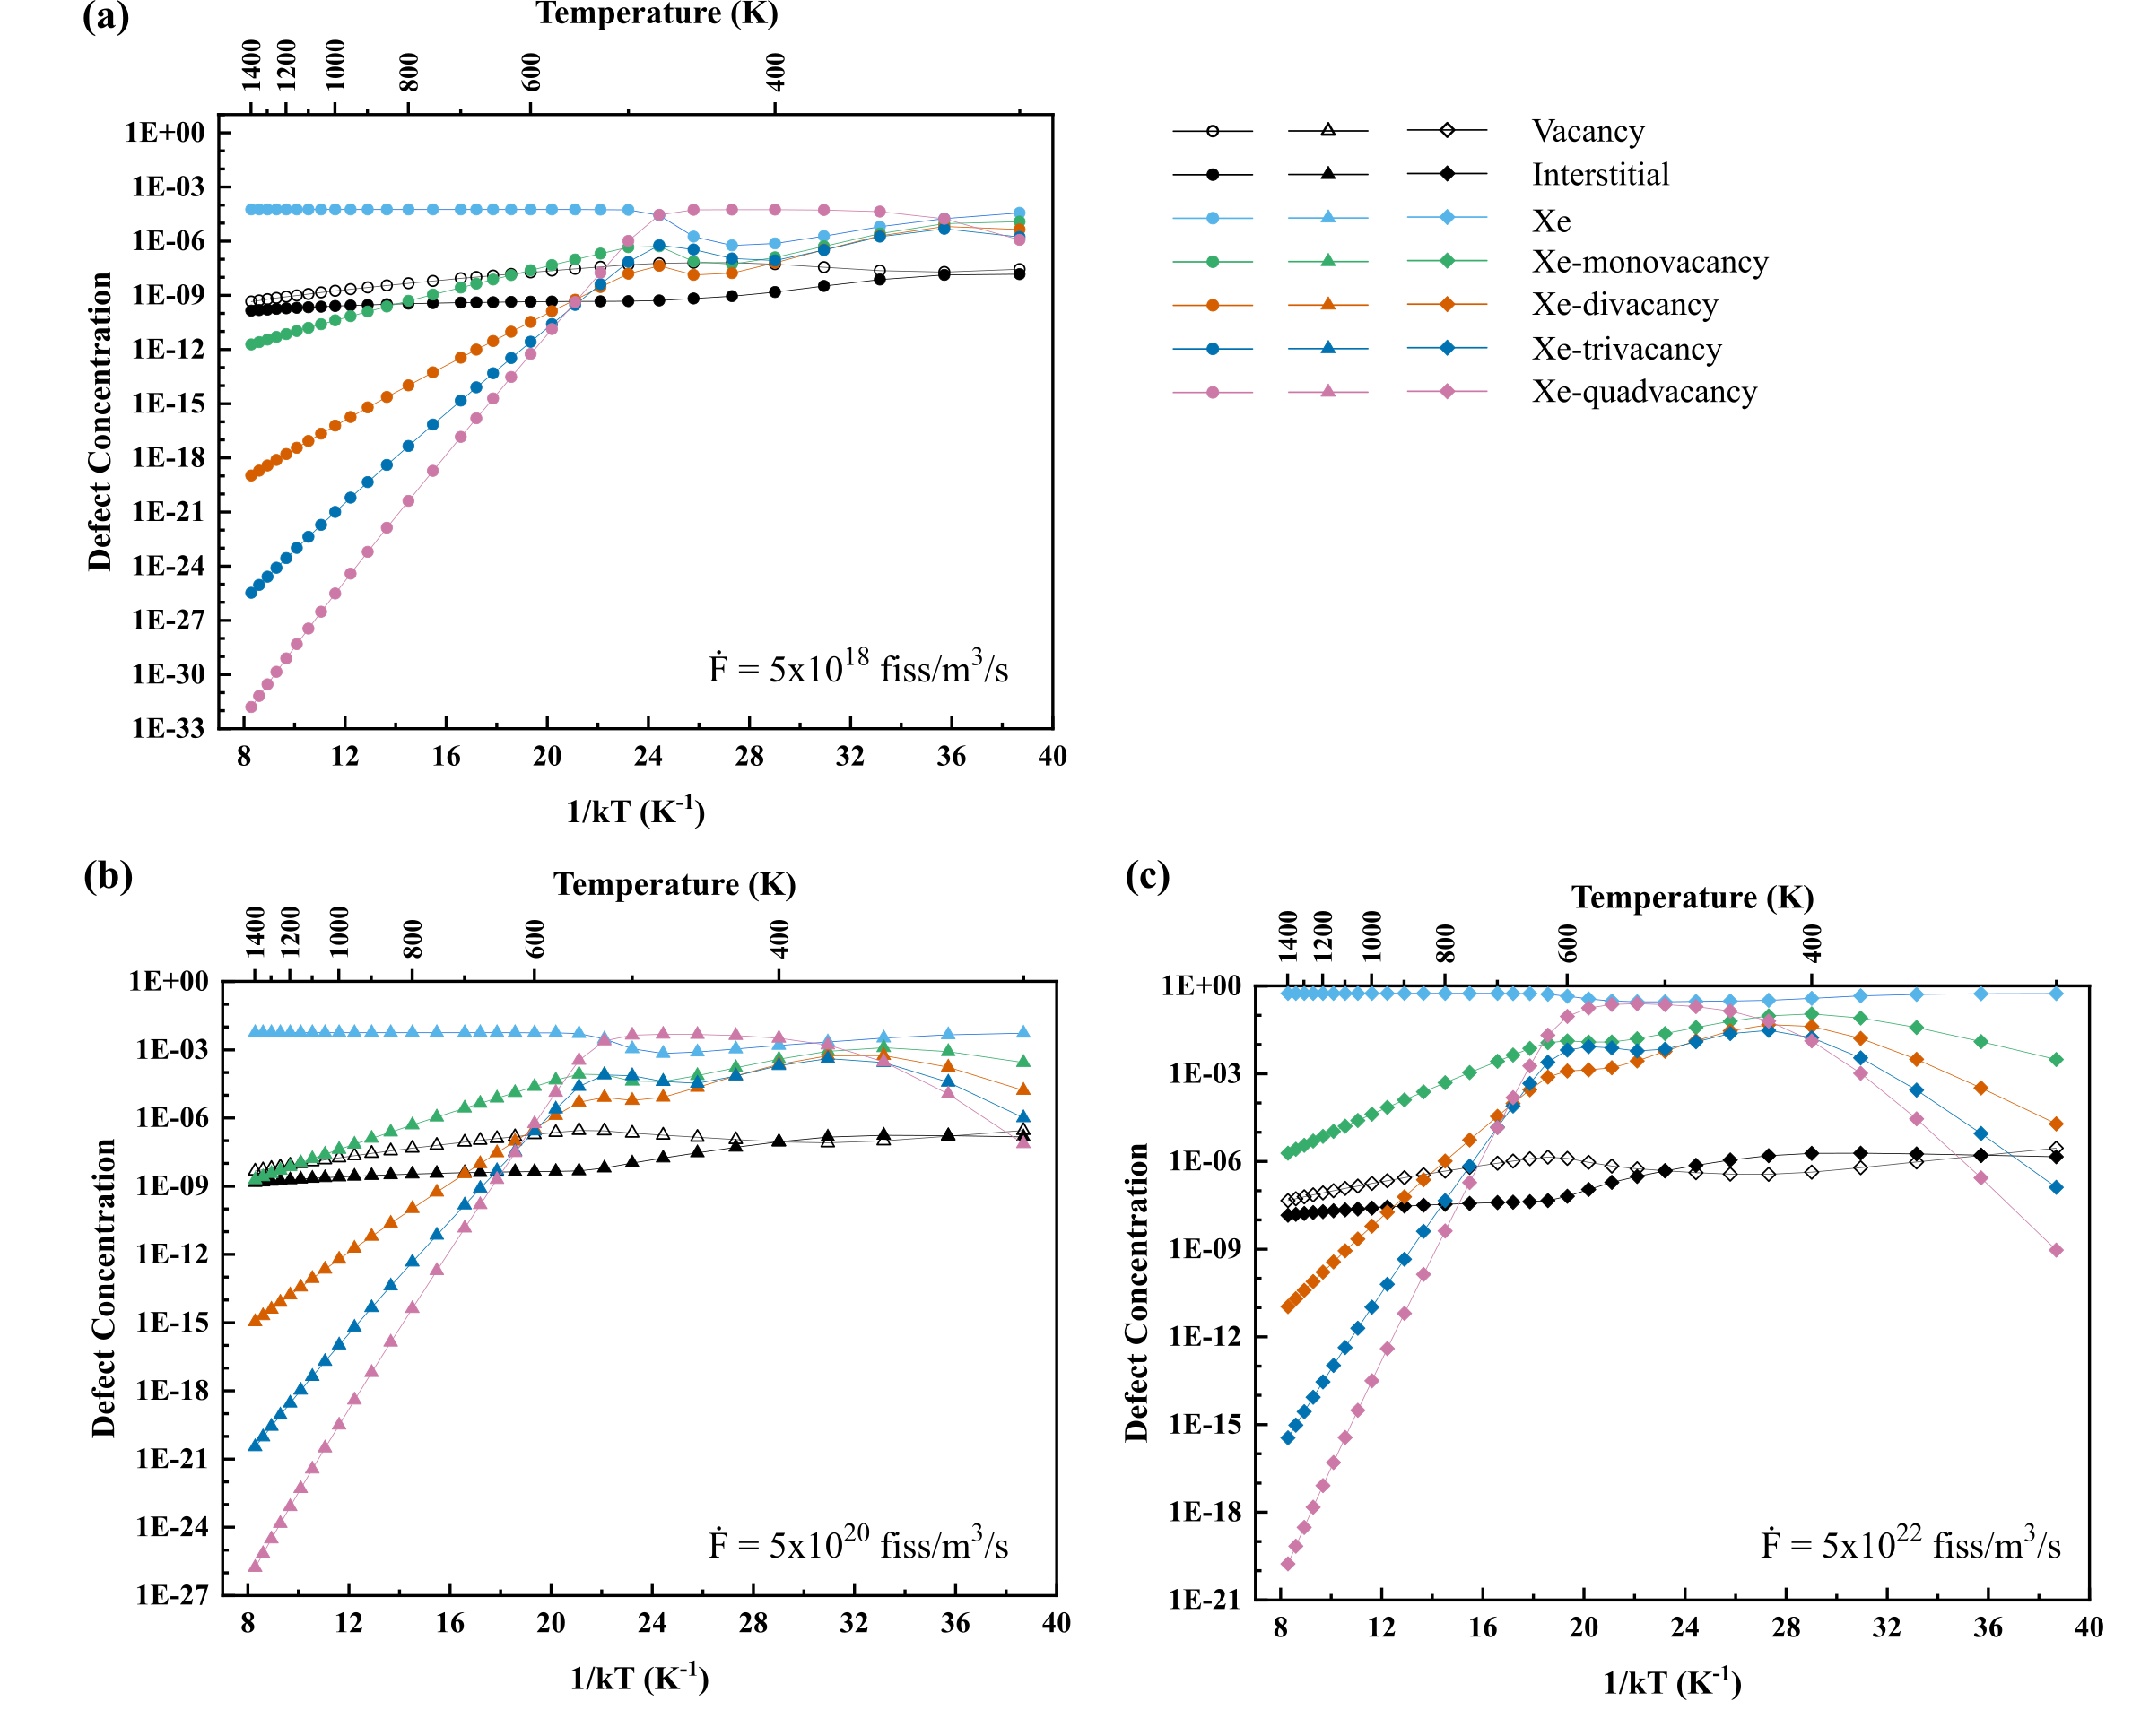 (a)
Temperature (K)
1400 1200 1000 800 600 400
1E+00
1E-03
1E-06
1E-09
1E-12
1E-15
1E-18
1E-21
1E-24
1E-27
1E-30
1E-33
Defect Concentration
Ḟ = 5x10^18 fiss/m^3/s
8 12 16 20 24 28 32 36 40
1/kT (K^-1)
Vacancy
Interstitial
Xe
Xe-monovacancy
Xe-divacancy
Xe-trivacancy
Xe-quadvacancy
(b)
Temperature (K)
1400 1200 1000 800 600 400
1E+00
1E-03
1E-06
1E-09
1E-12
1E-15
1E-18
1E-21
1E-24
1E-27
Defect Concentration
Ḟ = 5x10^20 fiss/m^3/s
8 12 16 20 24 28 32 36 40
1/kT (K^-1)
(c)
Temperature (K)
1400 1200 1000 800 600 400
1E+00
1E-03
1E-06
1E-09
1E-12
1E-15
1E-18
1E-21
Defect Concentration
Ḟ = 5x10^22 fiss/m^3/s
8 12 16 20 24 28 32 36 40
1/kT (K^-1)